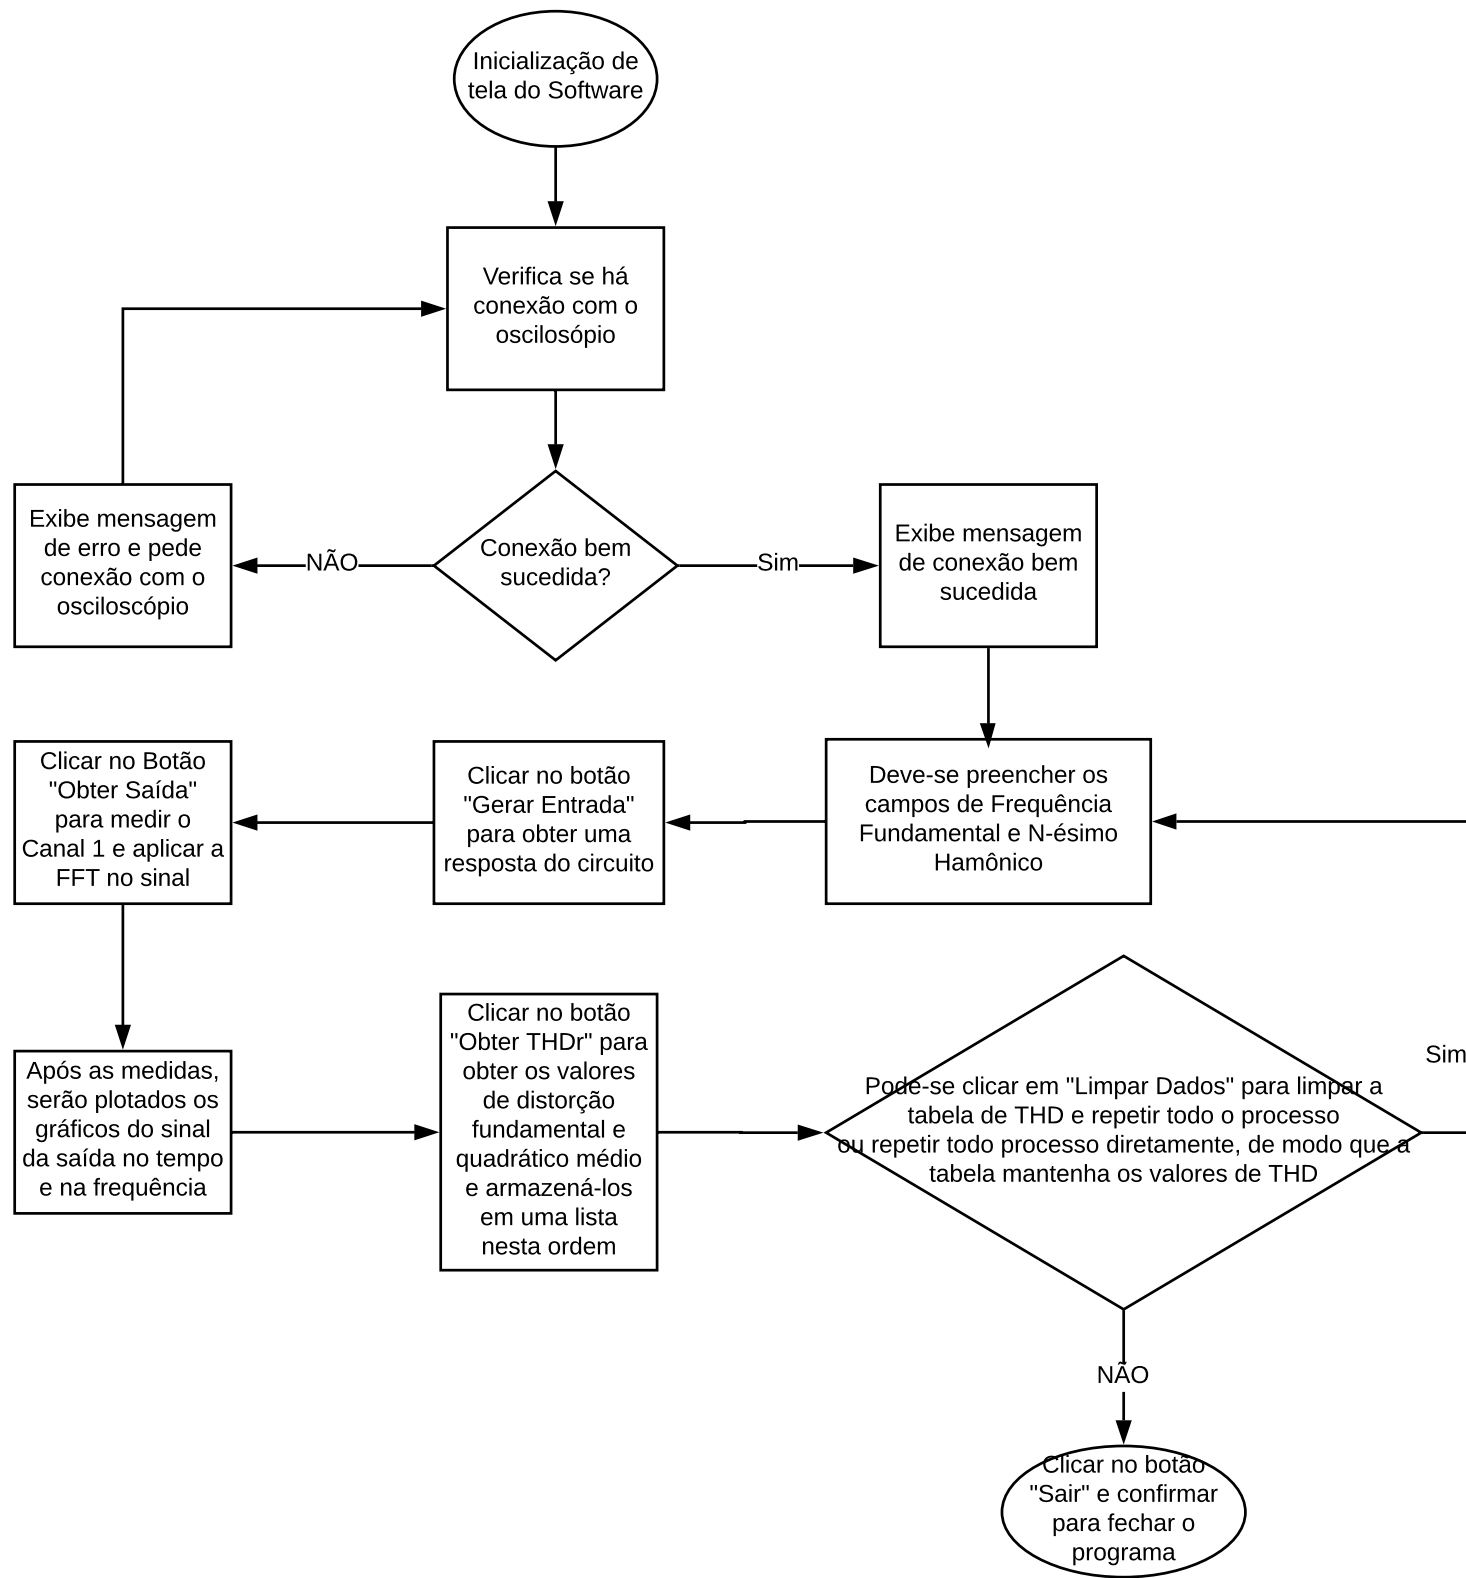 Inicialização de
tela do Software
Verifica se há
conexão com o
oscilosópio
Exibe mensagem
de erro e pede
conexão com o
osciloscópio
NÃO
Conexão bem
sucedida?
Sim
Exibe mensagem
de conexão bem
sucedida
Clicar no Botão
"Obter Saída"
para medir o
Canal 1 e aplicar a
FFT no sinal
Clicar no botão
"Gerar Entrada"
para obter uma
resposta do circuito
Deve-se preencher os
campos de Frequência
Fundamental e N-ésimo
Hamônico
Após as medidas,
serão plotados os
gráficos do sinal
da saída no tempo
e na frequência
Clicar no botão
"Obter THDr" para
obter os valores
de distorção
fundamental e
quadrático médio
e armazená-los
em uma lista
nesta ordem
Pode-se clicar em "Limpar Dados" para limpar a
tabela de THD e repetir todo o processo
ou repetir todo processo diretamente, de modo que a
tabela mantenha os valores de THD
Sim
NÃO
Clicar no botão
"Sair" e confirmar
para fechar o
programa